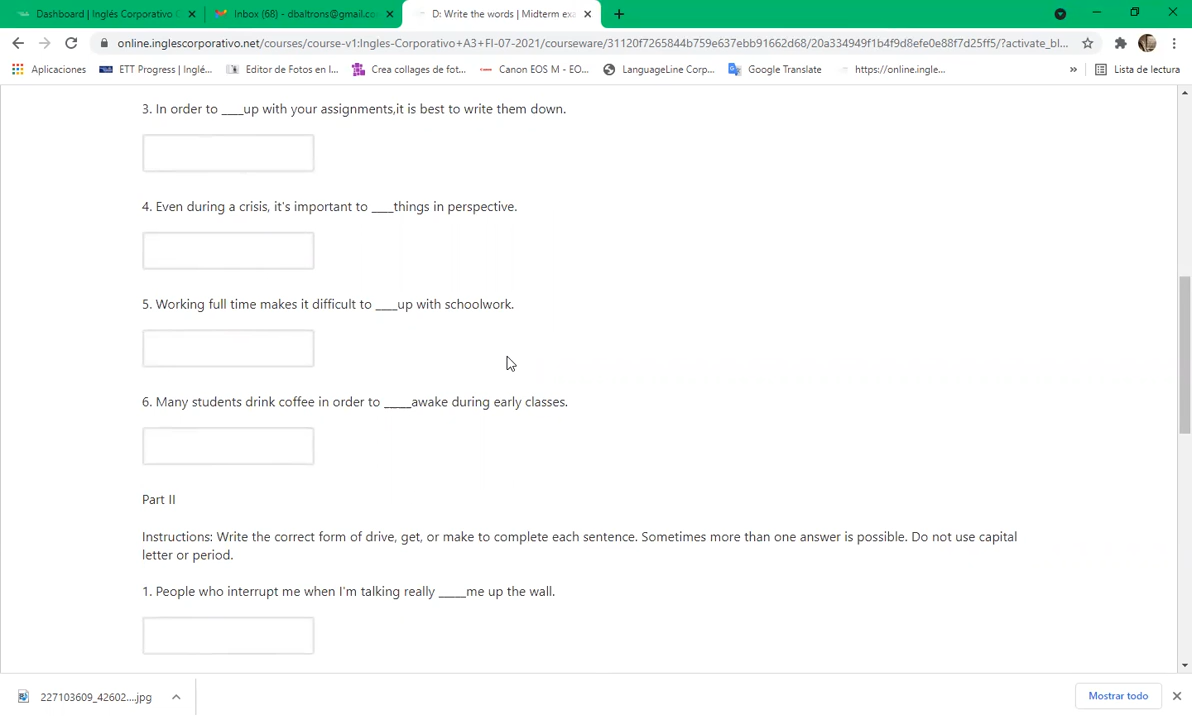 Dashboard | Inglés Corporativo
Inbox (68) - dbaltrons@gmail.co
D: Write the words | Midterm exa
online.inglescorporativo.net/courses/course-v1:Ingles-Corporativo+A3+FI-07-2021/courseware/31120f7265844b759e637ebb91662d68/20a334949f1b4f9d8efe0e88f7d25ff5/?activate_bl...
Aplicaciones
ETT Progress | Inglé...
Editor de Fotos en l...
Crea collages de fot...
Canon EOS M - EO...
LanguageLine Corp...
Google Translate
https://online.ingle...
»
Lista de lectura
3. In order to ___up with your assignments,it is best to write them down.
4. Even during a crisis, it's important to ___things in perspective.
5. Working full time makes it difficult to ___up with schoolwork.
6. Many students drink coffee in order to ____awake during early classes.
Part II
Instructions: Write the correct form of drive, get, or make to complete each sentence. Sometimes more than one answer is possible. Do not use capital
letter or period.
1. People who interrupt me when I'm talking really ____me up the wall.
227103609_42602....jpg
Mostrar todo